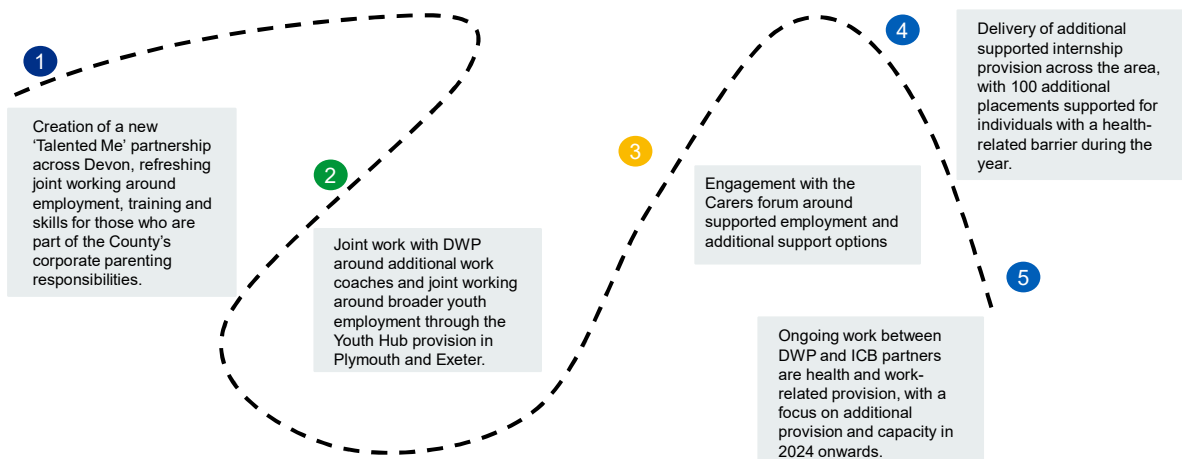 1
Creation of a new
‘Talented Me’ partnership
across Devon, refreshing
joint working around
employment, training and
skills for those who are
part of the County’s
corporate parenting
responsibilities.
2
Joint work with DWP
around additional work
coaches and joint working
around broader youth
employment through the
Youth Hub provision in
Plymouth and Exeter.
3
Engagement with the
Carers forum around
supported employment and
additional support options
4
Delivery of additional
supported internship
provision across the area,
with 100 additional
placements supported for
individuals with a health-
related barrier during the
year.
5
Ongoing work between
DWP and ICB partners
are health and work-
related provision, with a
focus on additional
provision and capacity in
2024 onwards.